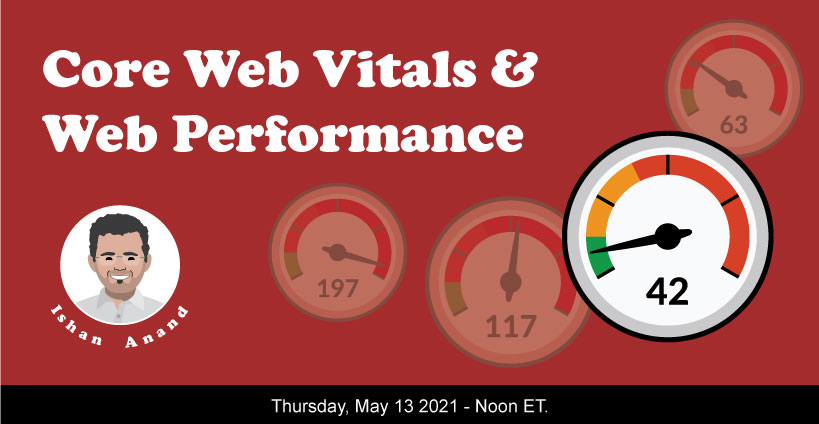 Core Web Vitals &
Web Performance
63
197
117
42
Ishan Anand
Thursday, May 13 2021 - Noon ET.